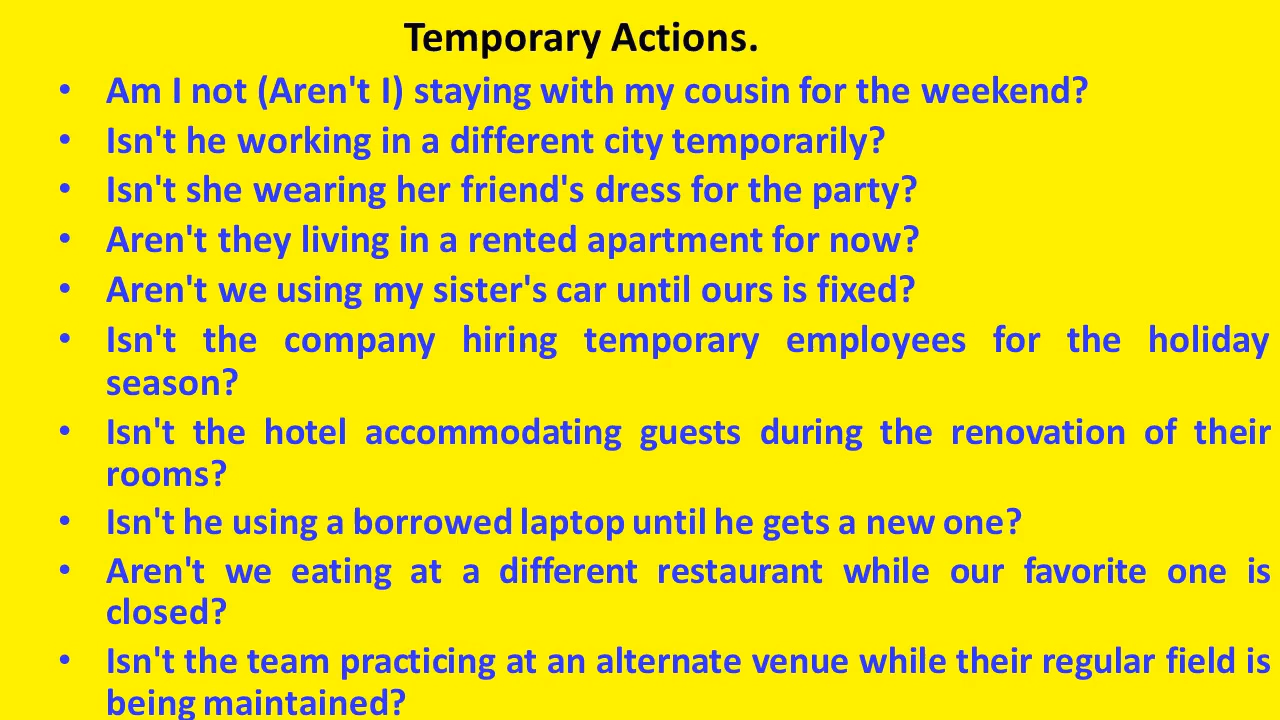 Temporary Actions.
• Am I not (Aren't I) staying with my cousin for the weekend?
• Isn't he working in a different city temporarily?
• Isn't she wearing her friend's dress for the party?
• Aren't they living in a rented apartment for now?
• Aren't we using my sister's car until ours is fixed?
• Isn't the company hiring temporary employees for the holiday
season?
• Isn't the hotel accommodating guests during the renovation of their
rooms?
• Isn't he using a borrowed laptop until he gets a new one?
• Aren't we eating at a different restaurant while our favorite one is
closed?
• Isn't the team practicing at an alternate venue while their regular field is
being maintained?